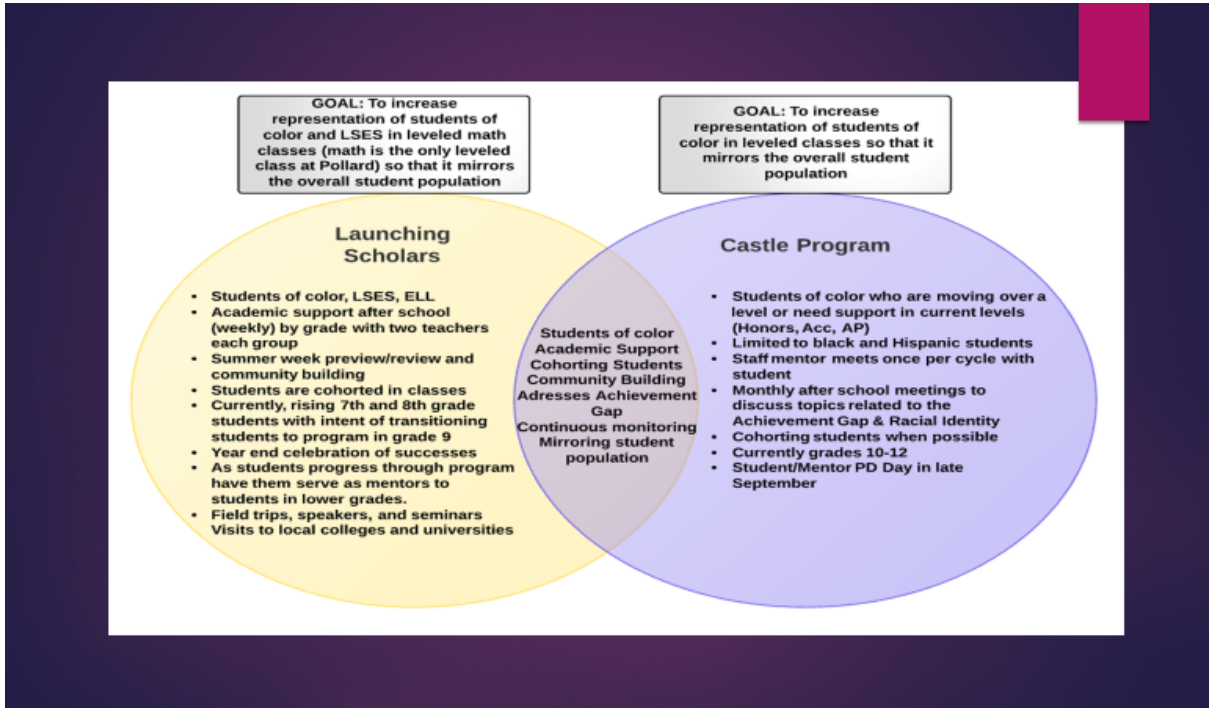 GOAL: To increase
representation of students of
color and LSES in leveled math
classes (math is the only leveled
class at Pollard) so that it mirrors
the overall student population
GOAL: To increase
representation of students of
color in leveled classes so that it
mirrors the overall student
population
Launching
Scholars
• Students of color, LSES, ELL
• Academic support after school
(weekly) by grade with two teachers
each group
• Summer week preview/review and
community building
• Students are cohorted in classes
• Currently, rising 7th and 8th grade
students with intent of transitioning
students to program in grade 9
• Year end celebration of successes
• As students progress through program
have them serve as mentors to
students in lower grades.
• Field trips, speakers, and seminars
Visits to local colleges and universities
Students of color
Academic Support
Cohorting Students
Community Building
Adresses Achievement
Gap
Continuous monitoring
Mirroring student
population
Castle Program
• Students of color who are moving over a
level or need support in current levels
(Honors, Acc, AP)
• Limited to black and Hispanic students
• Staff mentor meets once per cycle with
student
• Monthly after school meetings to
discuss topics related to the
Achievement Gap & Racial Identity
• Cohorting students when possible
• Currently grades 10-12
• Student/Mentor PD Day in late
September